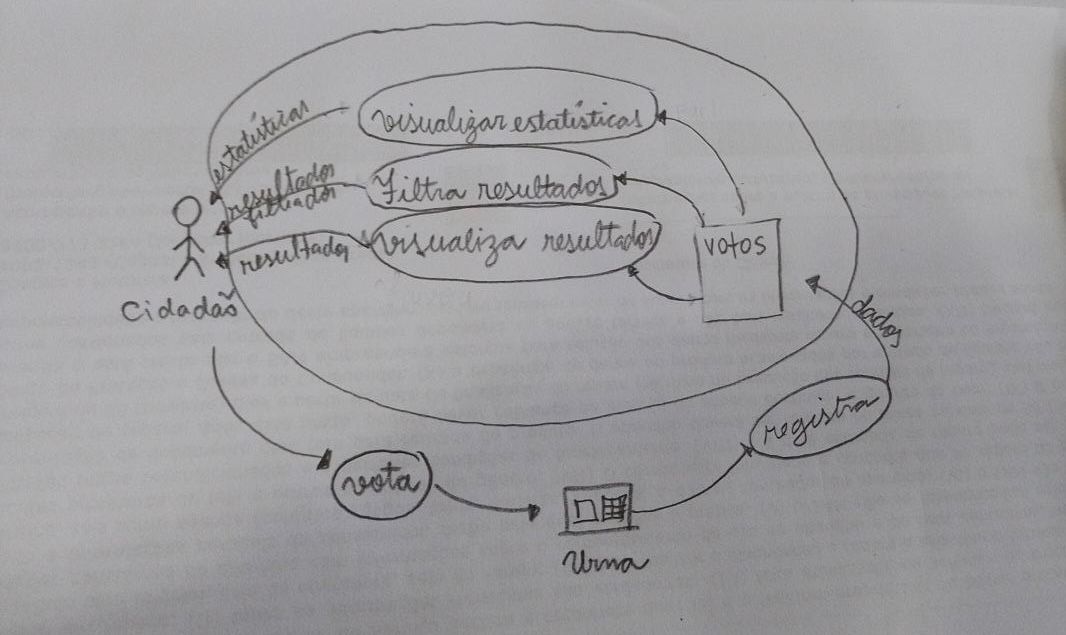 estatísticas
visualizar estatísticas
resultados
filtrados
Filtra resultados
resultados
visualiza resultados
votos
Cidadão
dados
registra
vota
Urna